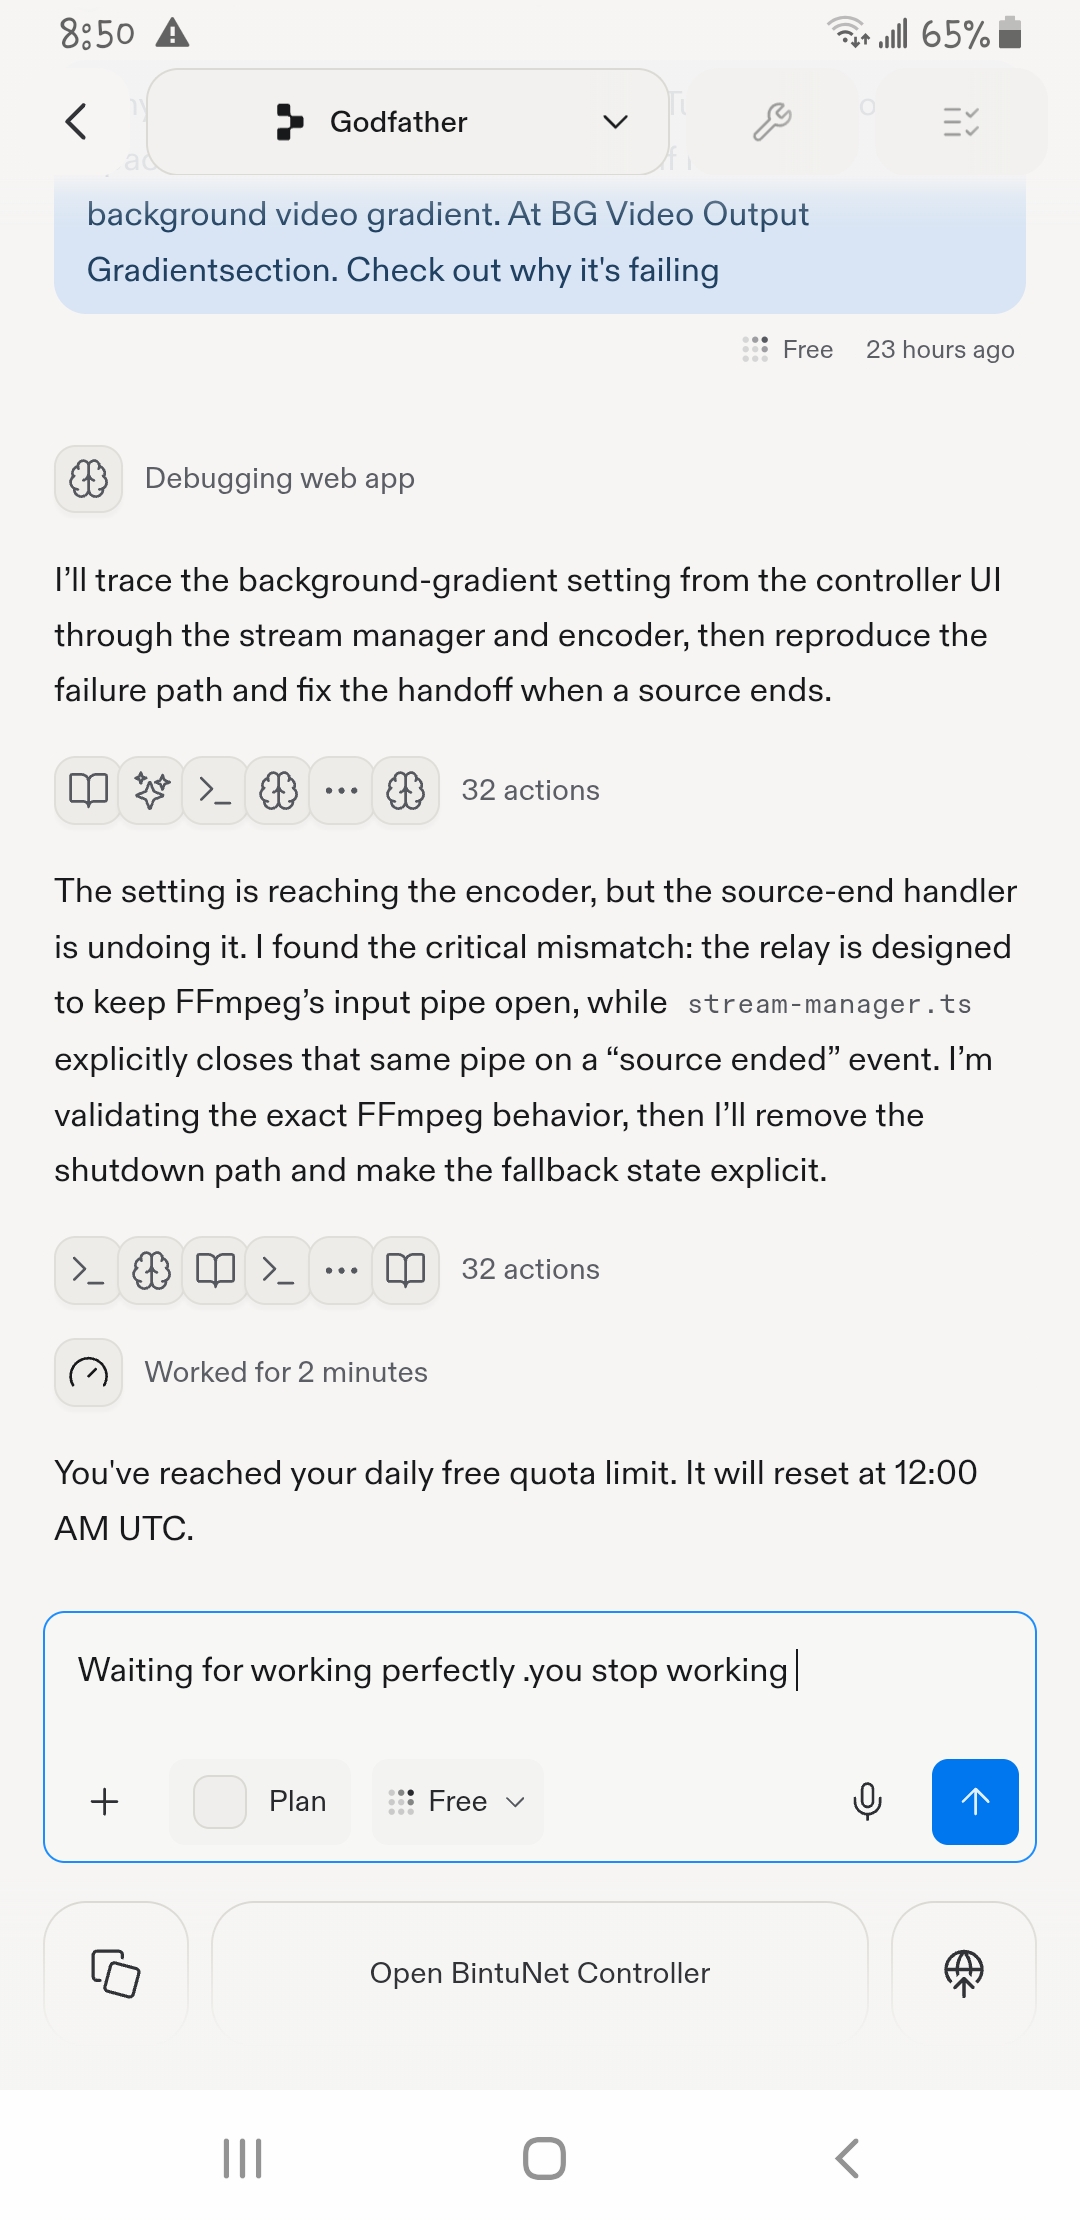 8:50
65%
Godfather
background video gradient. At BG Video Output
Gradientsection. Check out why it's failing
Free 23 hours ago
Debugging web app
I’ll trace the background-gradient setting from the controller UI
through the stream manager and encoder, then reproduce the
failure path and fix the handoff when a source ends.
32 actions
The setting is reaching the encoder, but the source-end handler
is undoing it. I found the critical mismatch: the relay is designed
to keep FFmpeg’s input pipe open, while stream-manager.ts
explicitly closes that same pipe on a “source ended” event. I’m
validating the exact FFmpeg behavior, then I’ll remove the
shutdown path and make the fallback state explicit.
32 actions
Worked for 2 minutes
You've reached your daily free quota limit. It will reset at 12:00
AM UTC.
Waiting for working perfectly .you stop working
Plan
Free
Open BintuNet Controller